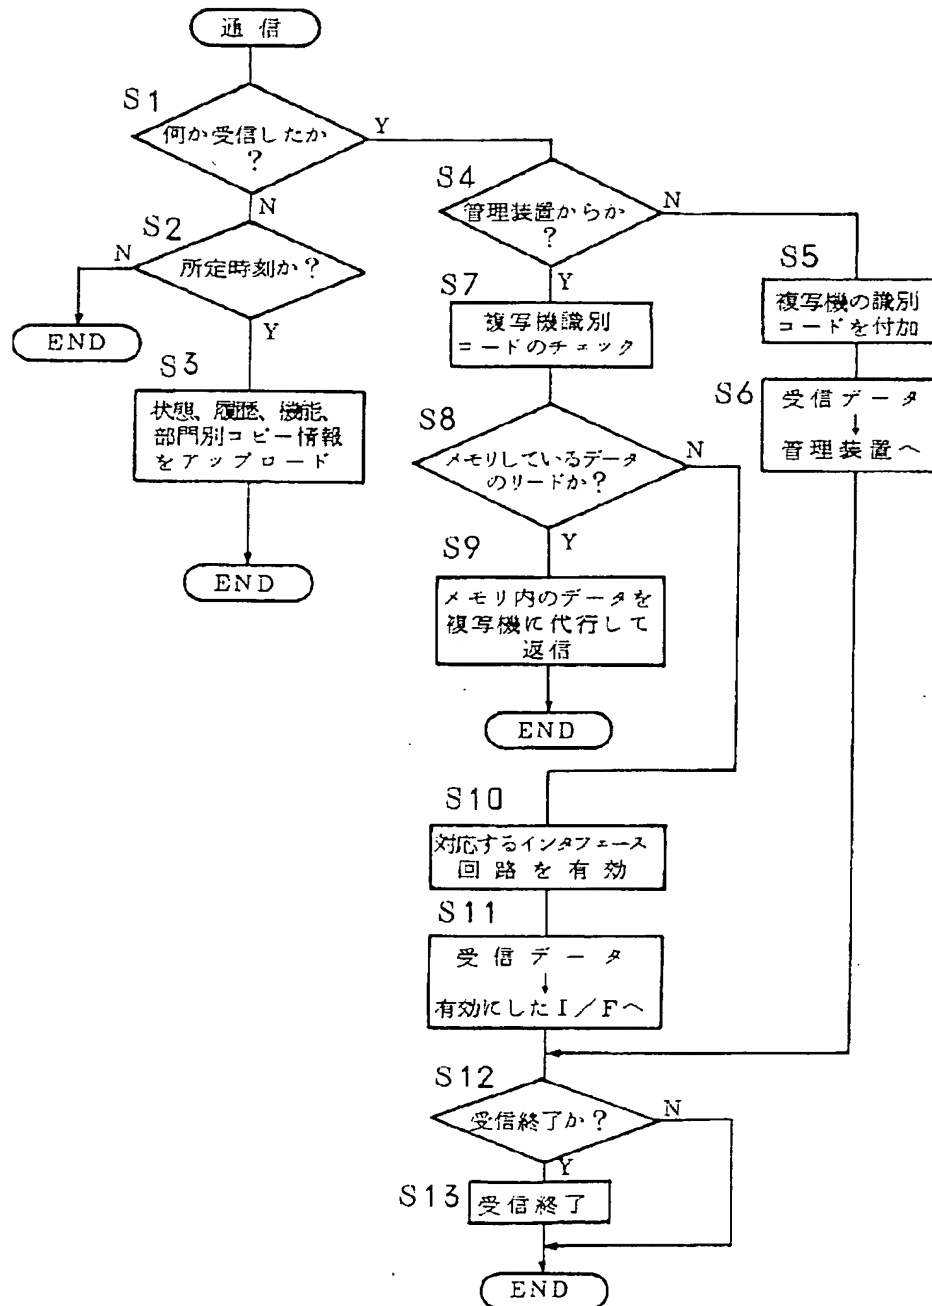 通信
S1
何か受信したか
?
Y
N
S2
所定時刻か?
N
Y
END
S3
状態、履歴、機能、
部門別コピー情報
をアップロード
END
S4
管理装置からか
?
N
Y
S5
複写機の識別
コードを付加
S6
受信データ
↓
管理装置へ
S7
複写機識別
コードのチェック
S8
メモリしているデータ
のリードか?
N
Y
S9
メモリ内のデータを
複写機に代行して
返信
END
S10
対応するインタフェース
回路を有効
S11
受信データ
↓
有効にしたI/Fへ
S12
受信終了か?
N
Y
S13
受信終了
END